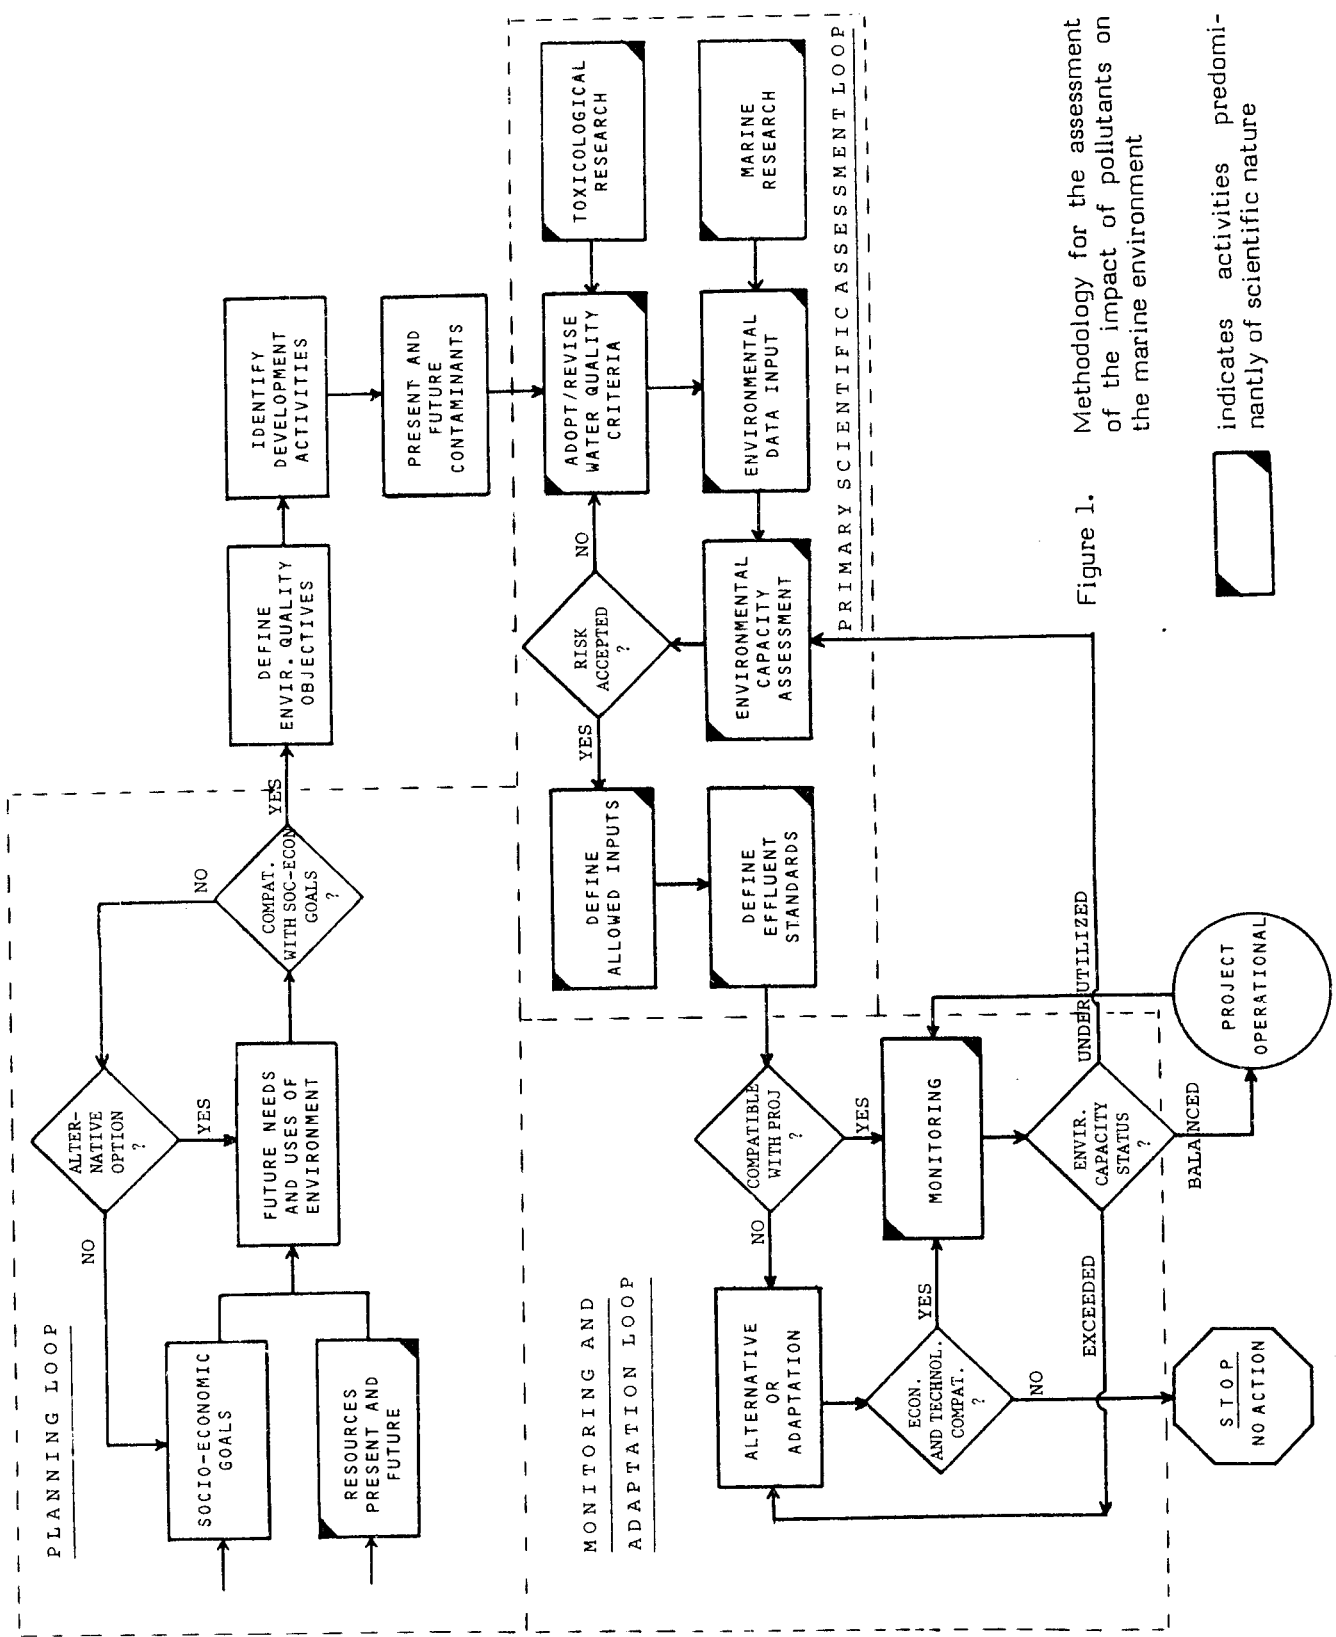 PLANNING LOOP
SOCIO-ECONOMIC
GOALS
RESOURCES
PRESENT AND
FUTURE
NO
ALTER-
NATIVE
OPTION
?
YES
FUTURE NEEDS
AND USES OF
ENVIRONMENT
NO
COMPAT.
WITH SOC-ECON
GOALS
?
YES
DEFINE
ENVIR. QUALITY
OBJECTIVES
IDENTIFY
DEVELOPMENT
ACTIVITIES
PRESENT AND
FUTURE
CONTAMINANTS
TOXICOLOGICAL
RESEARCH
MARINE
RESEARCH
ADOPT/REVISE
WATER QUALITY
CRITERIA
ENVIRONMENTAL
DATA INPUT
NO
RISK
ACCEPTED
?
YES
ENVIRONMENTAL
CAPACITY
ASSESSMENT
PRIMARY SCIENTIFIC ASSESSMENT LOOP
DEFINE
ALLOWED INPUTS
DEFINE
EFFLUENT
STANDARDS
MONITORING AND
ADAPTATION LOOP
COMPATIBLE
WITH PROJ
?
NO
YES
ALTERNATIVE
OR
ADAPTATION
MONITORING
ECON.
AND TECHNOL.
COMPAT.
?
YES
NO
ENVIR.
CAPACITY
STATUS
?
UNDERUTILIZED
EXCEEDED
BALANCED
STOP
NO ACTION
PROJECT
OPERATIONAL
Figure 1. Methodology for the assessment
of the impact of pollutants on
the marine environment
indicates activities predomi-
nantly of scientific nature